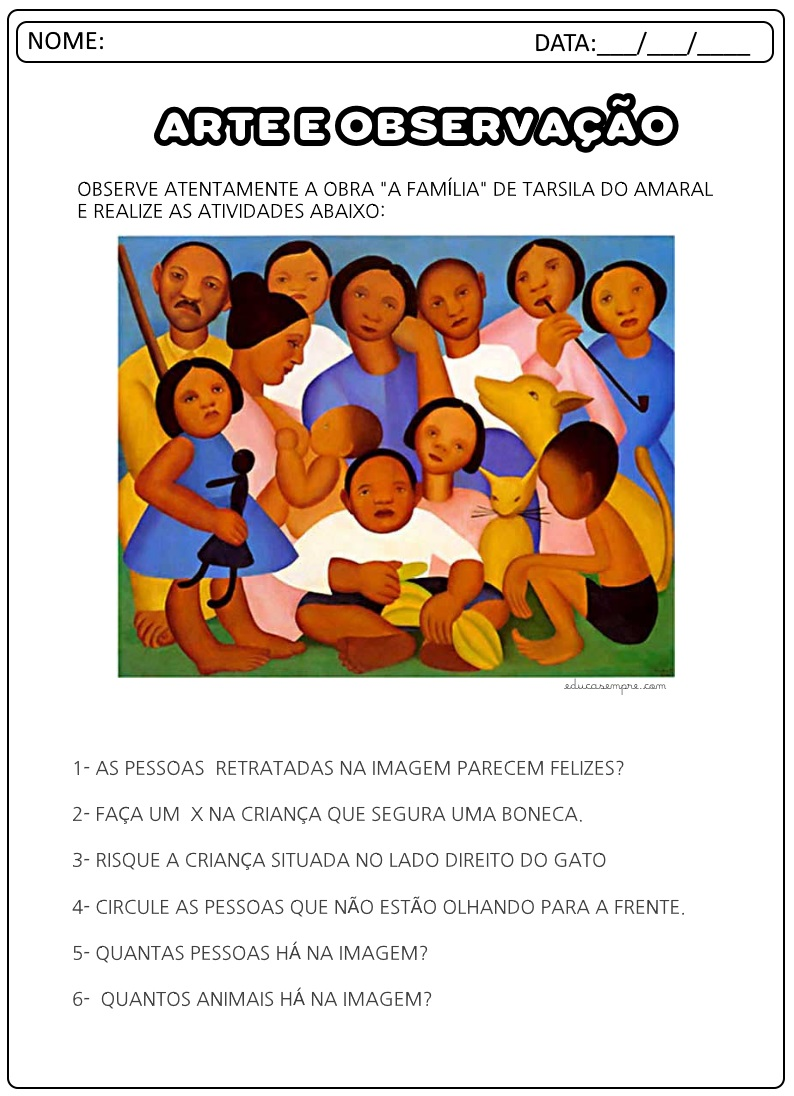 NOME:
DATA:___/___/____
ARTE E OBSERVAÇÃO
OBSERVE ATENTAMENTE A OBRA "A FAMÍLIA" DE TARSILA DO AMARAL
E REALIZE AS ATIVIDADES ABAIXO:
educasempre.com
1- AS PESSOAS  RETRATADAS NA IMAGEM PARECEM FELIZES?
2- FAÇA UM  X NA CRIANÇA QUE SEGURA UMA BONECA.
3- RISQUE A CRIANÇA SITUADA NO LADO DIREITO DO GATO
4- CIRCULE AS PESSOAS QUE NÃO ESTÃO OLHANDO PARA A FRENTE.
5- QUANTAS PESSOAS HÁ NA IMAGEM?
6-  QUANTOS ANIMAIS HÁ NA IMAGEM?